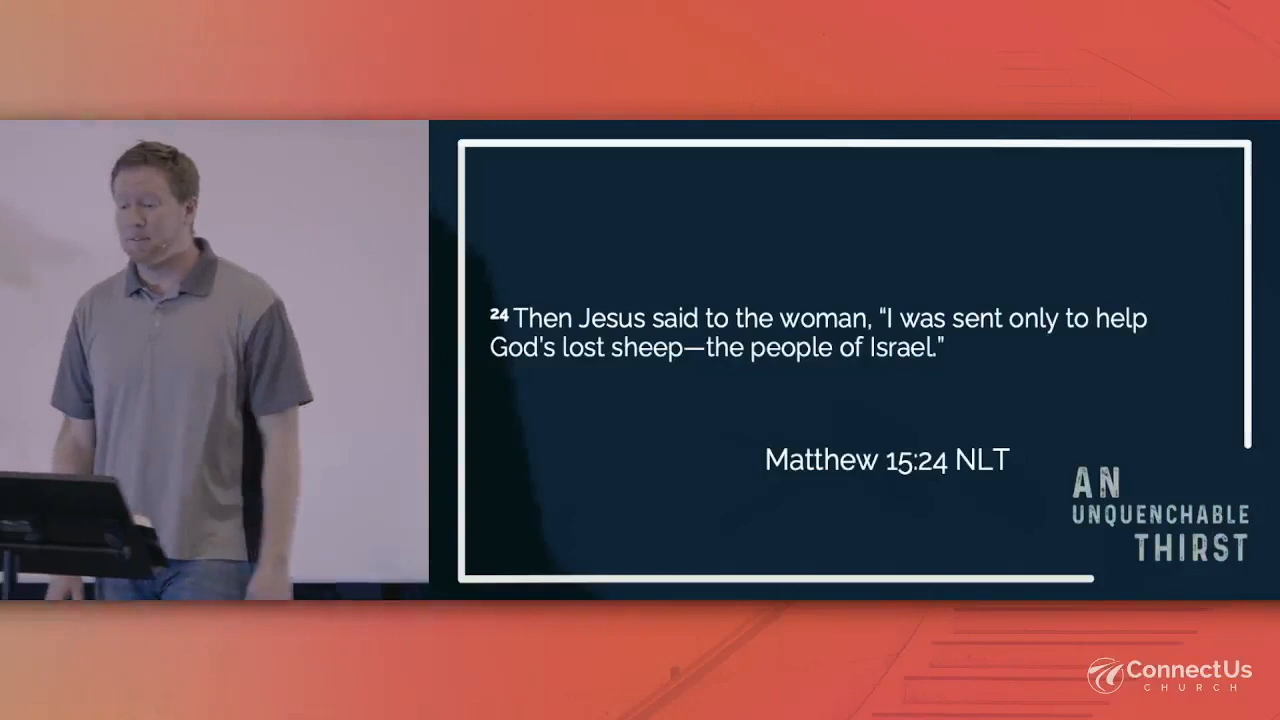 24 Then Jesus said to the woman, “I was sent only to help
God’s lost sheep—the people of Israel.”
Matthew 15:24 NLT
AN
UNQUENCHABLE
THIRST
ConnectUs
CHURCH